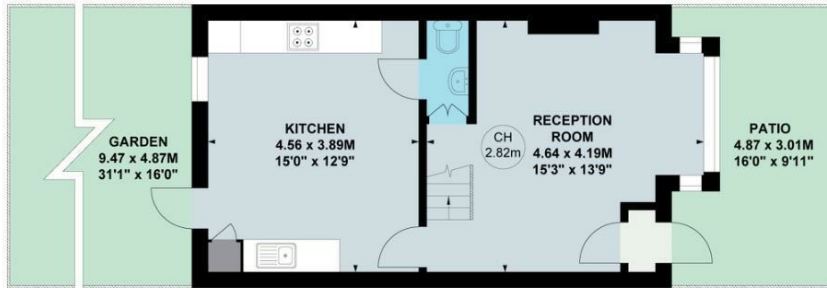 GARDEN
9.47 x 4.87M
31'1" x 16'0"
KITCHEN
4.56 x 3.89M
15'0" x 12'9"
CH
2.82m
RECEPTION
ROOM
4.64 x 4.19M
15'3" x 13'9"
PATIO
4.87 x 3.01M
16'0" x 9'11"